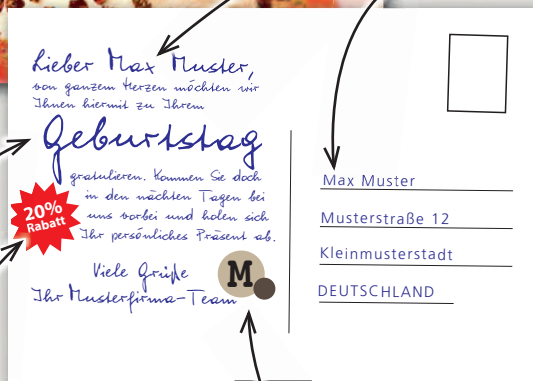 Lieber Max Muster,
von ganzem Herzen möchten wir
Ihnen hiermit zu Ihrem
Geburtstag
gratulieren. Kommen Sie doch
in den nächten Tagen bei
uns vorbei und holen sich
Ihr persönliches Präsent ab.
Viele Grüße
Ihr Musterfirma-Team
20%
Rabatt
M
Max Muster
Musterstraße 12
Kleinmusterstadt
DEUTSCHLAND